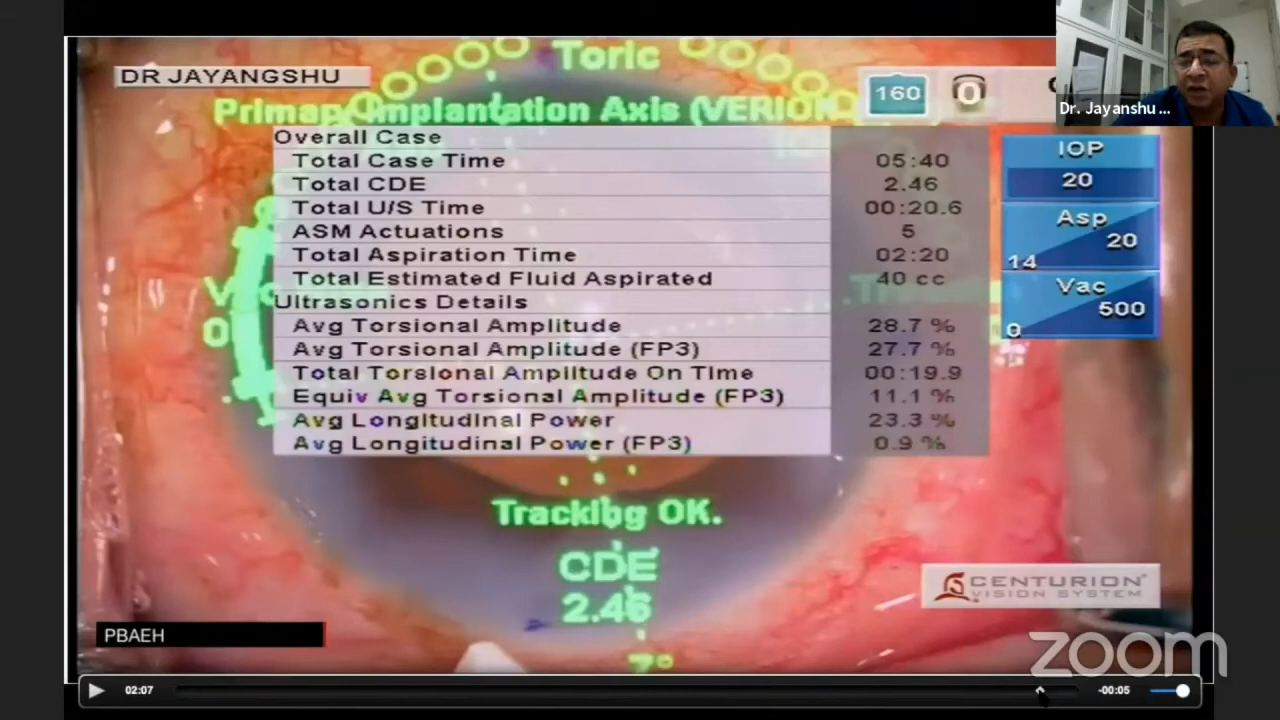 DR JAYANGSHU
Toric
Primary Implantation Axis (VERION
160
0
Dr. Jayanshu ...
Overall Case
Total Case Time 05:40
Total CDE 2.46
Total U/S Time 00:20.6
ASM Actuations 5
Total Aspiration Time 02:20
Total Estimated Fluid Aspirated 40 cc
Ultrasonics Details
Avg Torsional Amplitude 28.7 %
Avg Torsional Amplitude (FP3) 27.7 %
Total Torsional Amplitude On Time 00:19.9
Equiv Avg Torsional Amplitude (FP3) 11.1 %
Avg Longitudinal Power 23.3 %
Avg Longitudinal Power (FP3) 0.9 %
IOP
20
Asp
20
14
Vac
500
0
0
Tracking OK.
CDE
2.46
7°
CENTURION®
VISION SYSTEM
PBAEH
zoom
02:07
-00:05